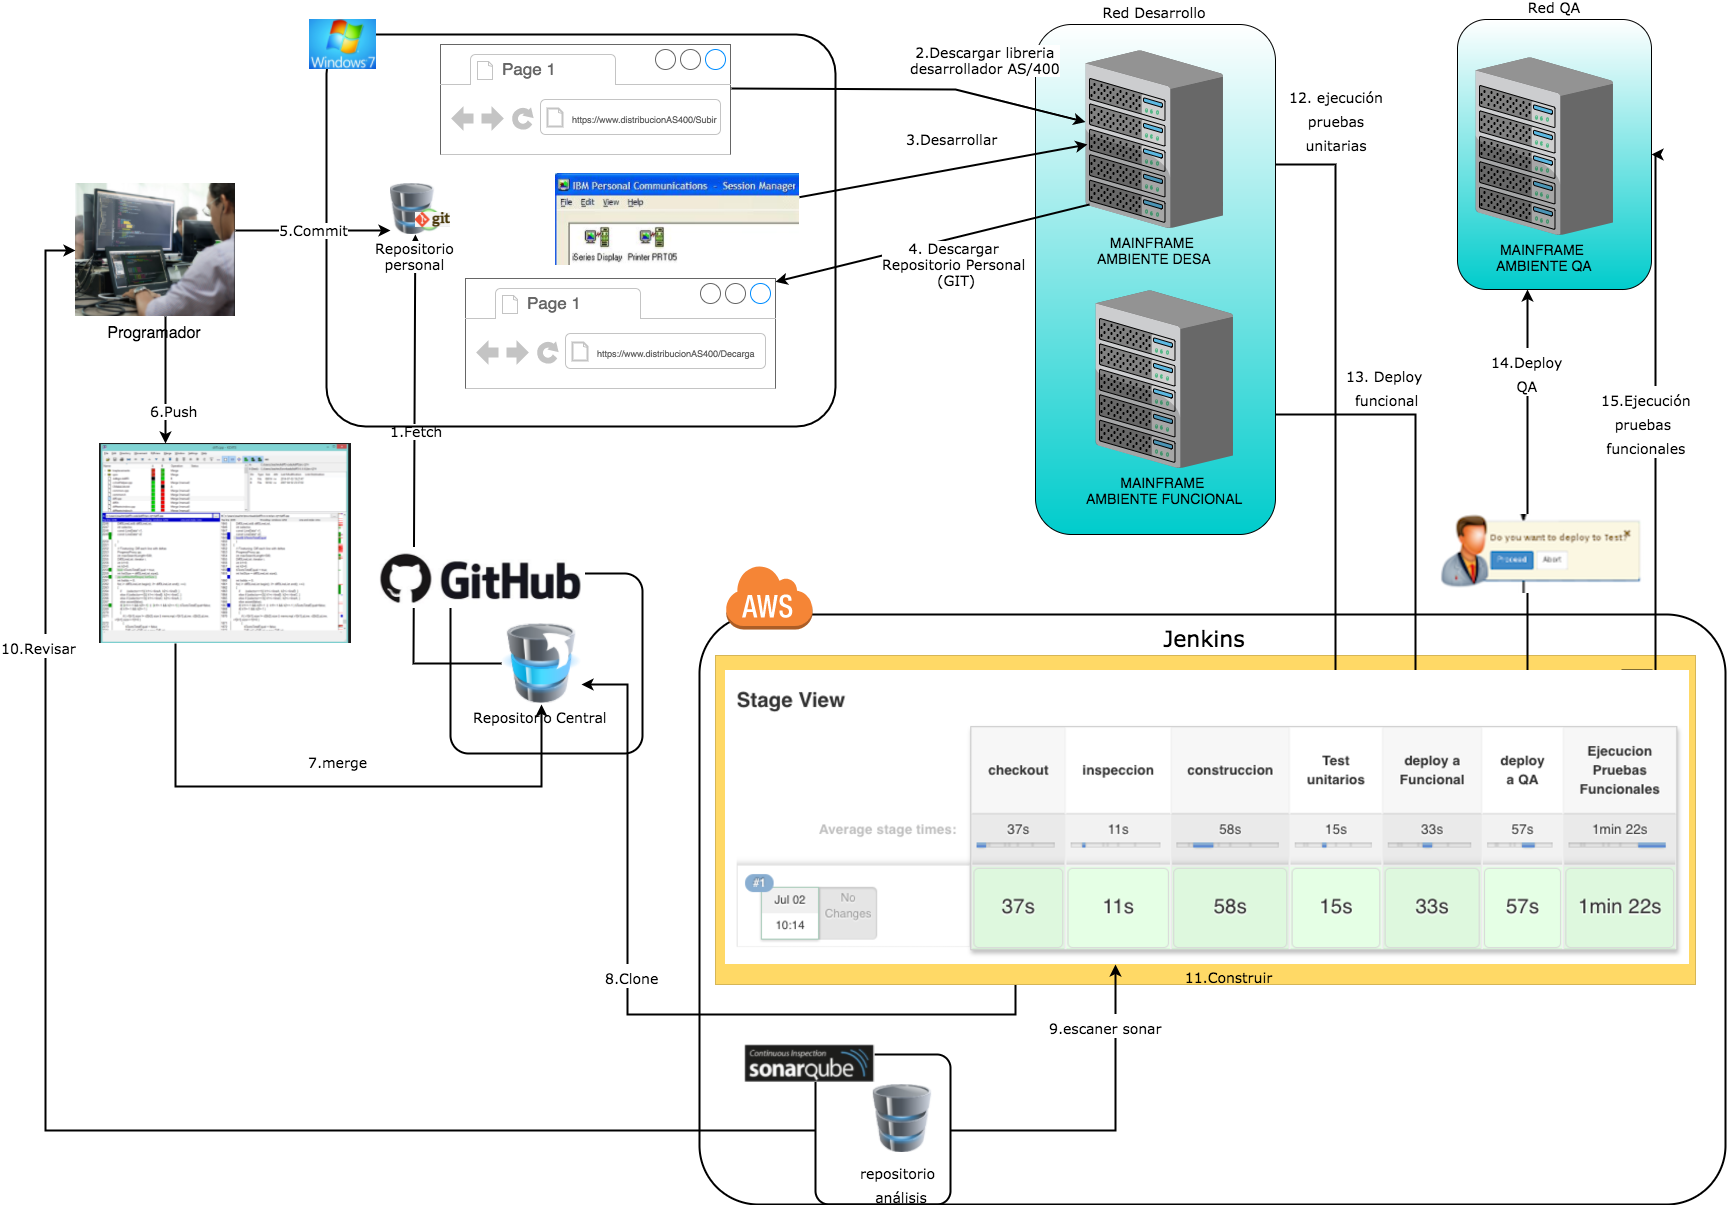 Windows 7
Page 1
https://www.distribucionAS400/Subir
IBM Personal Communications - Session Manager
File Edit View Help
iSeries Display Printer PRT05
Page 1
https://www.distribucionAS400/Decarga
git
Repositorio
personal
5.Commit
Programador
6.Push
1.Fetch
2.Descargar libreria
desarrollador AS/400
3.Desarrollar
4. Descargar
Repositorio Personal
(GIT)
Red Desarrollo
MAINFRAME
AMBIENTE DESA
MAINFRAME
AMBIENTE FUNCIONAL
12. ejecución
pruebas
unitarias
13. Deploy
funcional
Red QA
MAINFRAME
AMBIENTE QA
14.Deploy
QA
15.Ejecución
pruebas
funcionales
Do you want to deploy to Test?
Proceed Abort
10.Revisar
GitHub
Repositorio Central
7.merge
8.Clone
AWS
Jenkins
Stage View
checkout
inspeccion
construccion
Test
unitarios
deploy a
Funcional
deploy
a QA
Ejecucion
Pruebas
Funcionales
Average stage times:
37s 11s 58s 15s 33s 57s 1min 22s
#1
Jul 02
10:14
No
Changes
37s 11s 58s 15s 33s 57s 1min 22s
11.Construir
9.escaner sonar
Continuous Inspection
sonarqube
repositorio
análisis